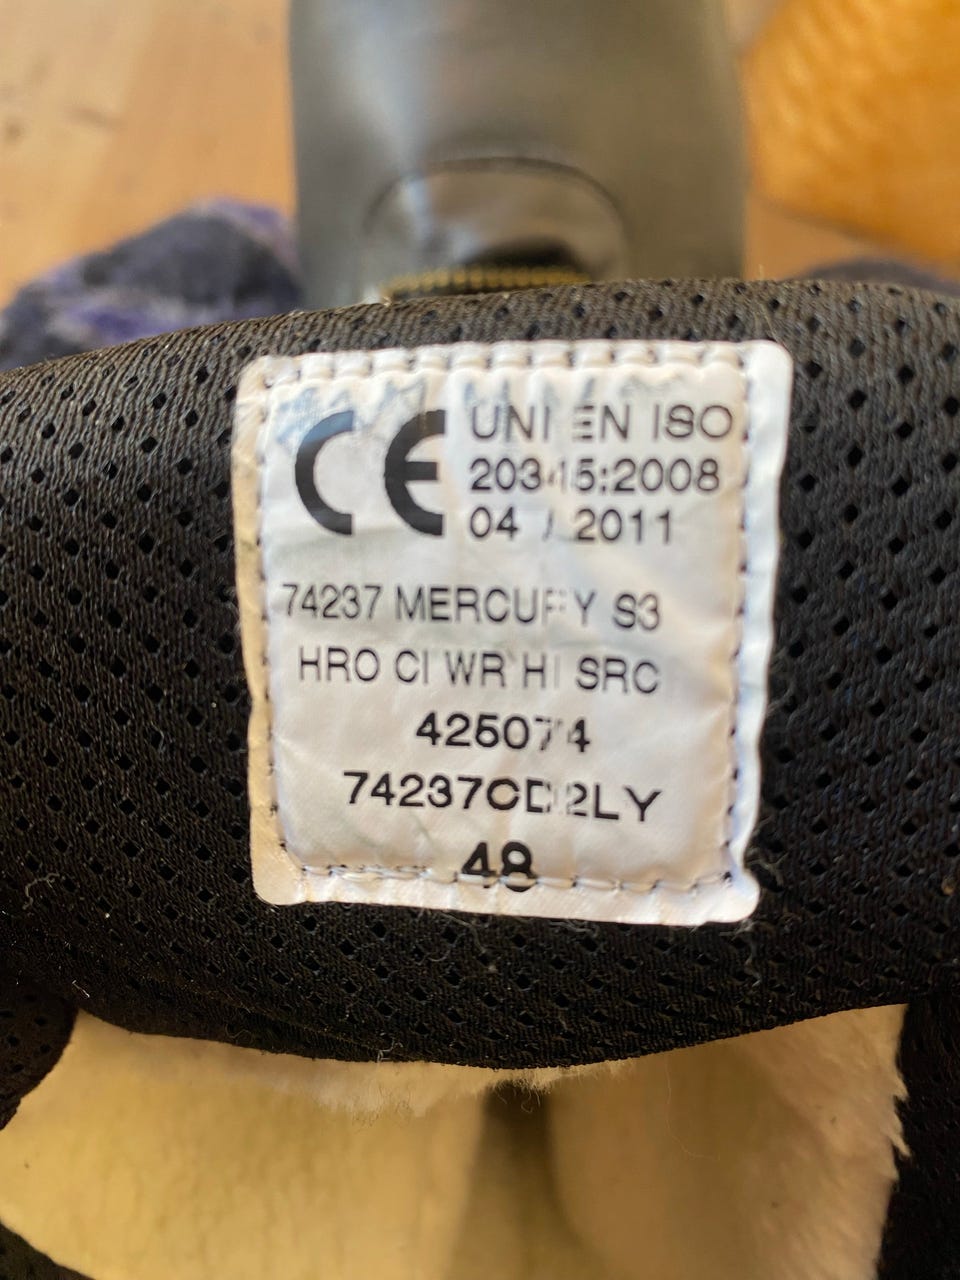 CE
UNI EN ISO
20345:2008
04 / 2011
74237 MERCURY S3
HRO CI WR HI SRC
425074
74237CD2LY
48